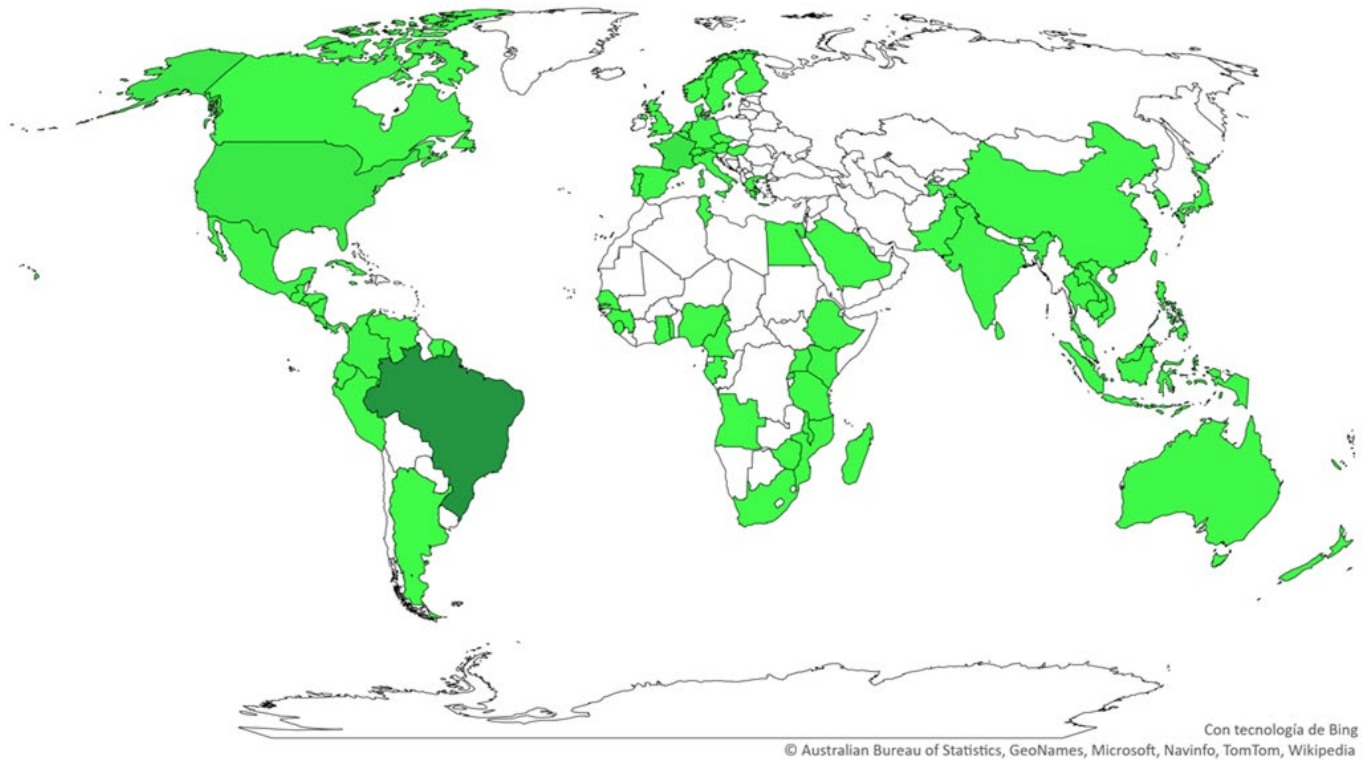 Con tecnología de Bing
© Australian Bureau of Statistics, GeoNames, Microsoft, Navinfo, TomTom, Wikipedia